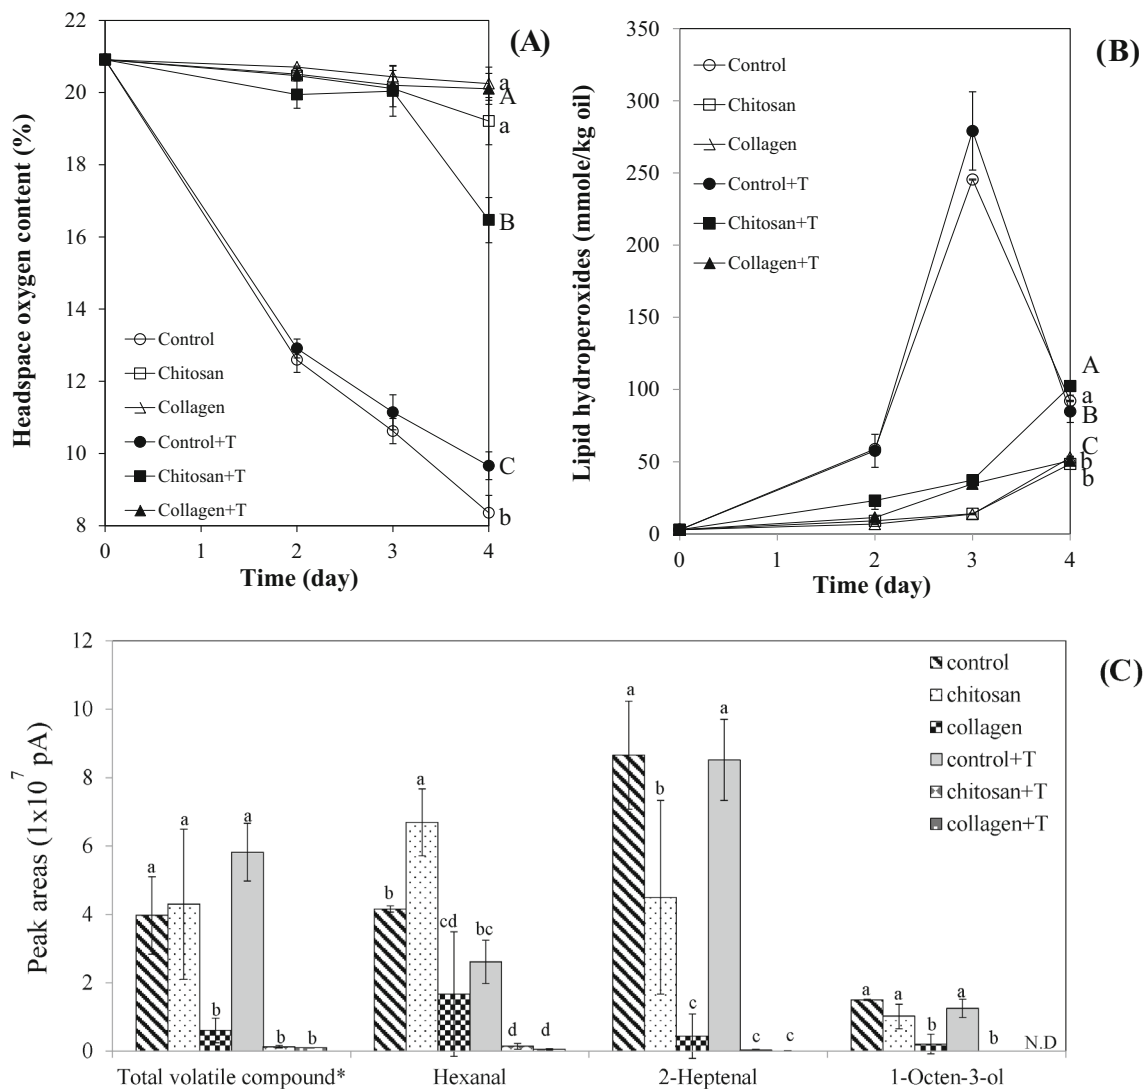 (A)
22
20
18
16
14
12
10
8
Headspace oxygen content (%)
a
A
a
B
C
b
Control
Chitosan
Collagen
Control+T
Chitosan+T
Collagen+T
0 1 2 3 4
Time (day)
(B)
350
300
250
200
150
100
50
0
Lipid hydroperoxides (mmole/kg oil)
Control
Chitosan
Collagen
Control+T
Chitosan+T
Collagen+T
A
a
B
C
b
b
0 1 2 3 4
Time (day)
(C)
12
10
8
6
4
2
0
Peak areas (1x10⁷ pA)
control
chitosan
collagen
control+T
chitosan+T
collagen+T
a a b a b b
b a cd bc d d
a b c a c c
a a b a b N.D
Total volatile compound* Hexanal 2-Heptenal 1-Octen-3-ol